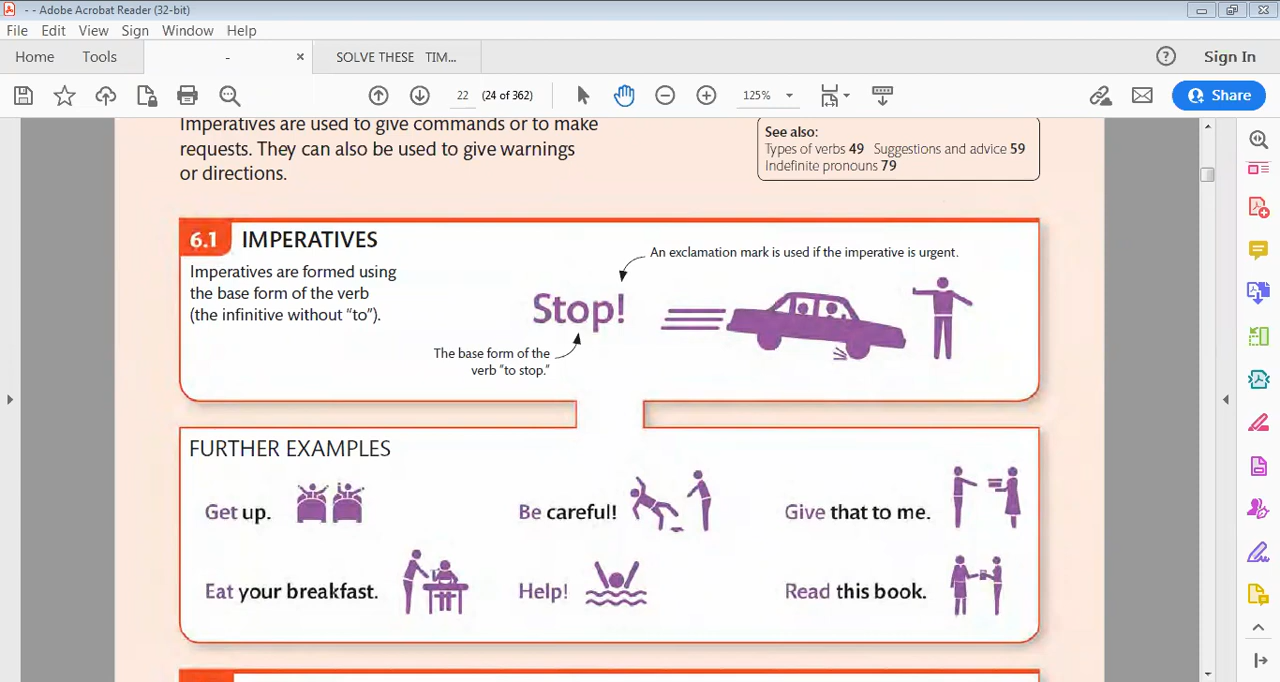 - - Adobe Acrobat Reader (32-bit)
File Edit View Sign Window Help
Home Tools - × SOLVE THESE TIM... ? Sign In
22 (24 of 362) 125% Share
Imperatives are used to give commands or to make
requests. They can also be used to give warnings
or directions.
See also:
Types of verbs 49 Suggestions and advice 59
Indefinite pronouns 79
6.1 IMPERATIVES
Imperatives are formed using
the base form of the verb
(the infinitive without "to").
An exclamation mark is used if the imperative is urgent.
Stop!
The base form of the
verb "to stop."
FURTHER EXAMPLES
Get up.
Be careful!
Give that to me.
Eat your breakfast.
Help!
Read this book.